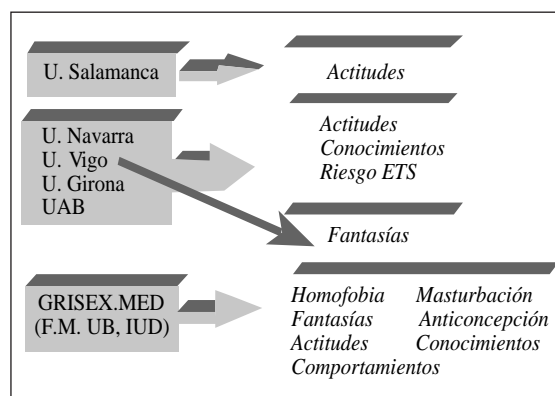 U. Salamanca
Actitudes
U. Navarra
U. Vigo
U. Girona
UAB
Actitudes
Conocimientos
Riesgo ETS
Fantasías
GRISEX.MED
(F.M. UB, IUD)
Homofobia Masturbación
Fantasías Anticoncepción
Actitudes Conocimientos
Comportamientos